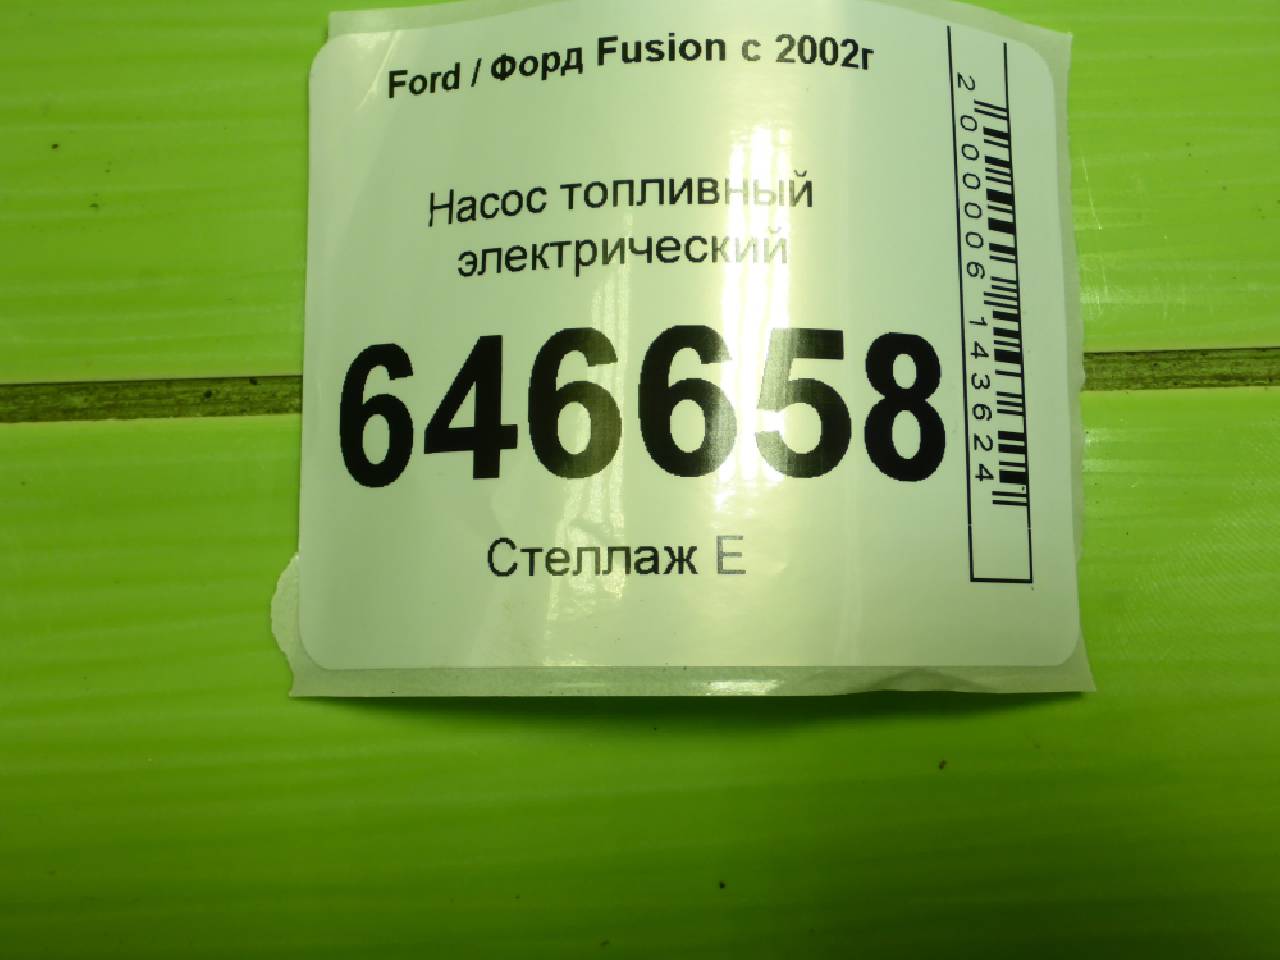 Ford / Форд Fusion с 2002г
Насос топливный
электрический
646658
Стеллаж Е
2000006143624